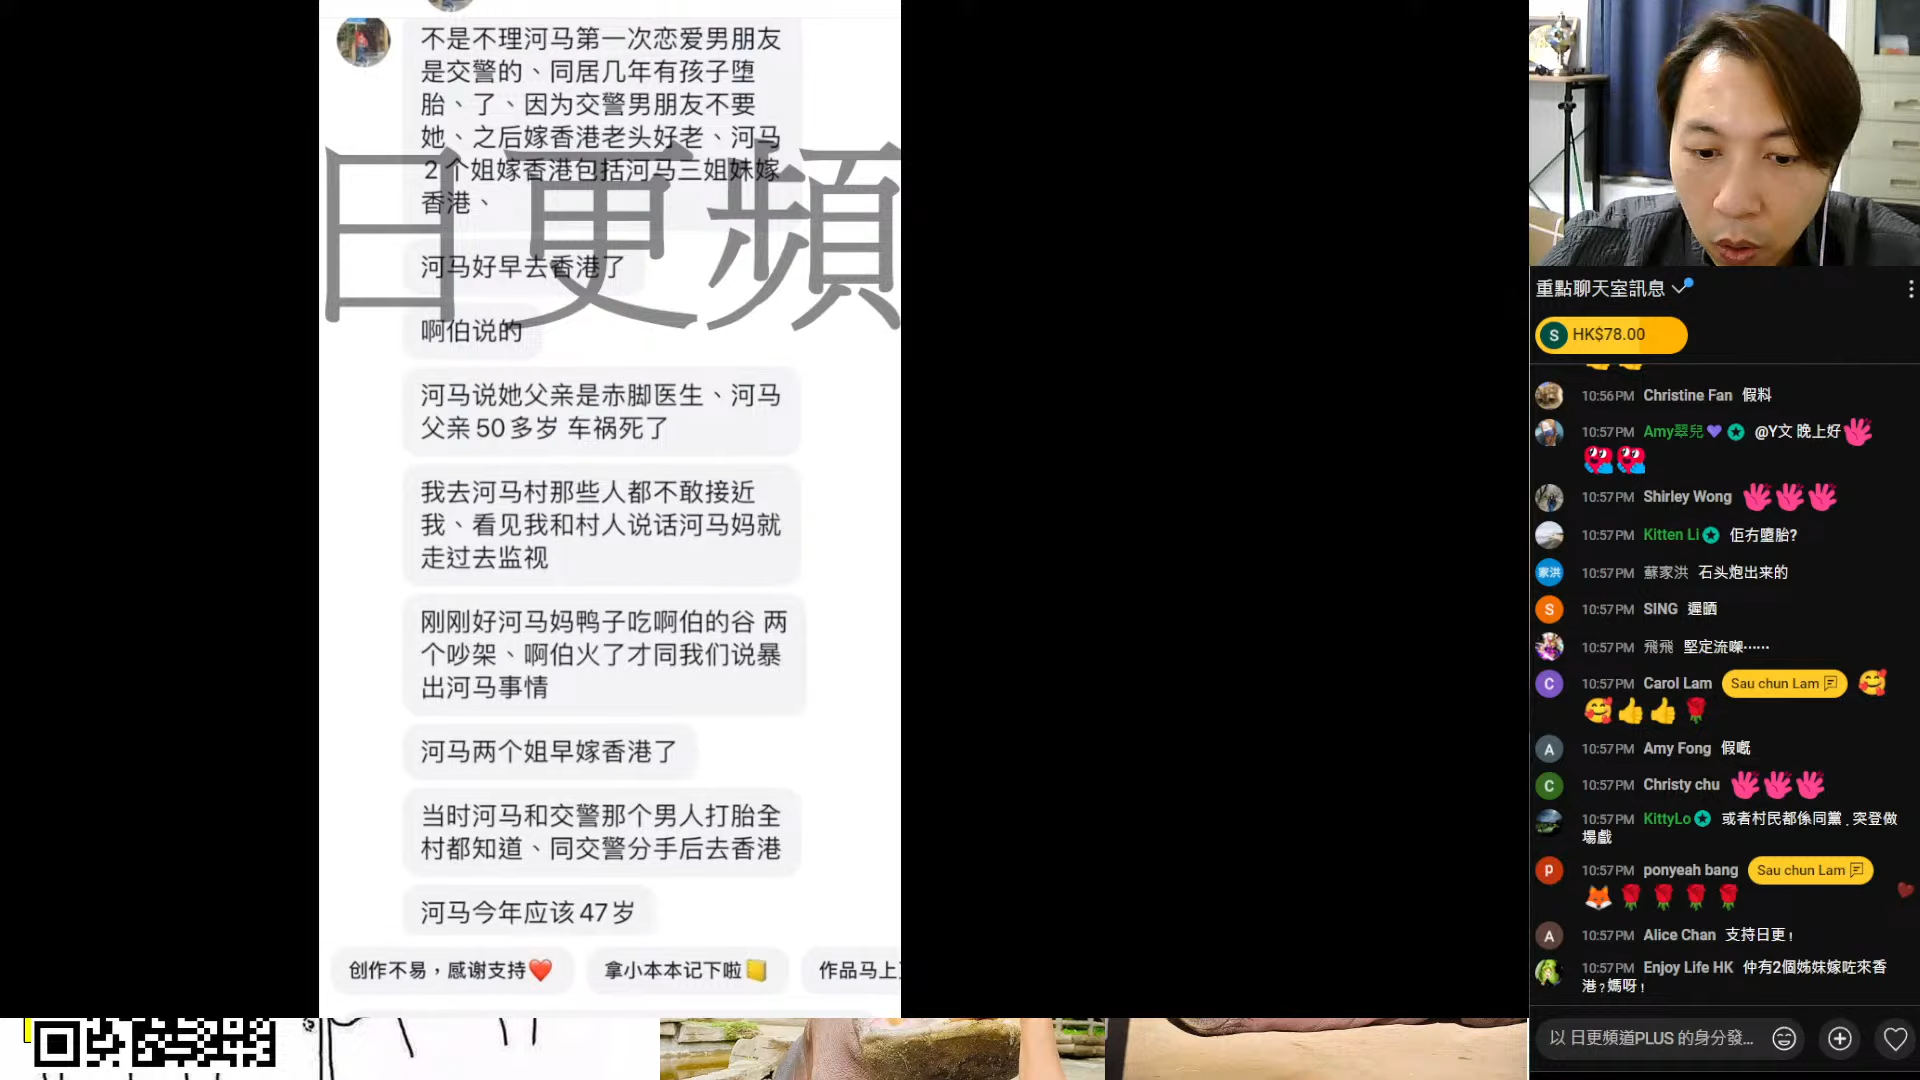 不是不理河马第一次恋爱男朋友
是交警的、同居几年有孩子堕
胎、了、因为交警男朋友不要
她、之后嫁香港老头好老、河马
2个姐嫁香港包括河马三姐妹嫁
香港、
日更頻
河马好早去香港了
啊伯说的
河马说她父亲是赤脚医生、河马
父亲50多岁 车祸死了
我去河马村那些人都不敢接近
我、看见我和村人说话河马妈就
走过去监视
刚刚好河马妈鸭子吃啊伯的谷 两
个吵架、啊伯火了才同我们说暴
出河马事情
河马两个姐早嫁香港了
当时河马和交警那个男人打胎全
村都知道、同交警分手后去香港
河马今年应该47岁
创作不易，感谢支持❤️
拿小本本记下啦📒
作品马上
重點聊天室訊息
S HK$78.00
10:56PM Christine Fan 假料
10:57PM Amy翠兒💜 @Y文 晚上好
10:57PM Shirley Wong
10:57PM Kitten Li 佢冇墮胎?
家洪 10:57PM 蘇家洪 石头炮出来的
S 10:57PM SING 遲晒
10:57PM 飛飛 堅定流㗎……
C 10:57PM Carol Lam Sau chun Lam 🥰
🥰👍👍🌹
A 10:57PM Amy Fong 假嘅
C 10:57PM Christy chu
10:57PM KittyLo 或者村民都係同黨 . 突登做
場戲
p 10:57PM ponyeah bang Sau chun Lam
🦊🌹🌹🌹🌹
A 10:57PM Alice Chan 支持日更 !
10:57PM Enjoy Life HK 仲有2個姊妹嫁咗來香
港 ? 媽呀 !
以 日更頻道PLUS 的身分發...